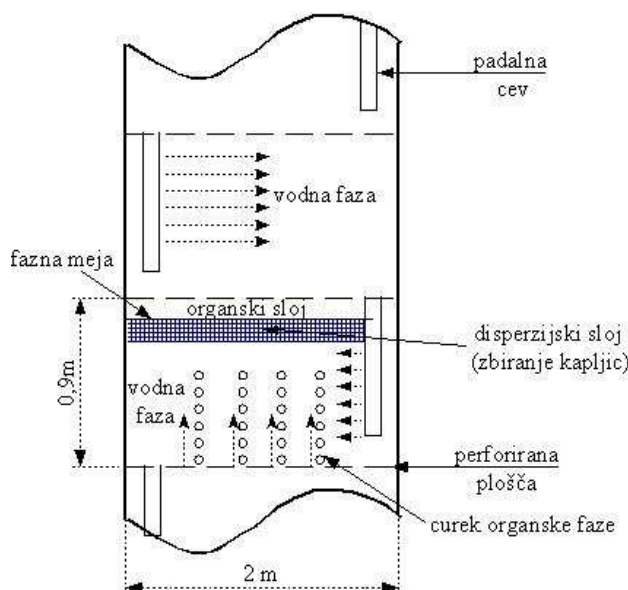 padalna
cev
vodna faza
fazna meja
organski sloj
disperzijski sloj
(zbiranje kapljic)
0,9m
vodna
faza
perforirana
plošča
curek organske faze
2 m